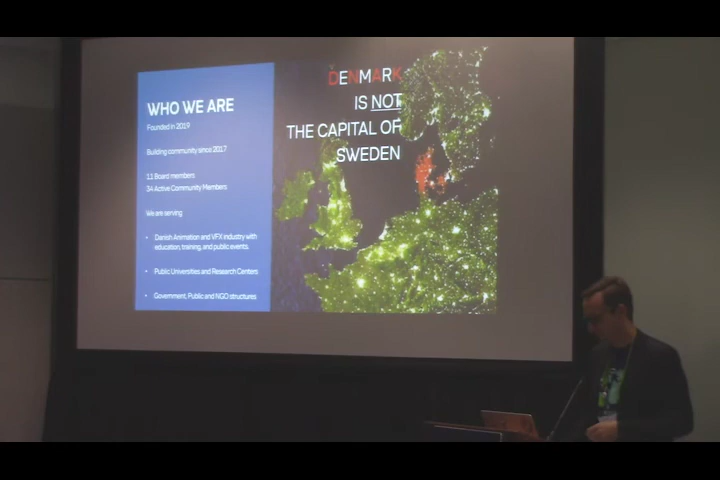 WHO WE ARE
Founded in 2019
Building community since 2017
11 Board members
34 Active Community Members
We are serving
• Danish Animation and VFX industry with
education, training, and public events.
• Public Universities and Research Centers
• Government, Public and NGO structures
DENMARK
IS NOT
THE CAPITAL OF
SWEDEN